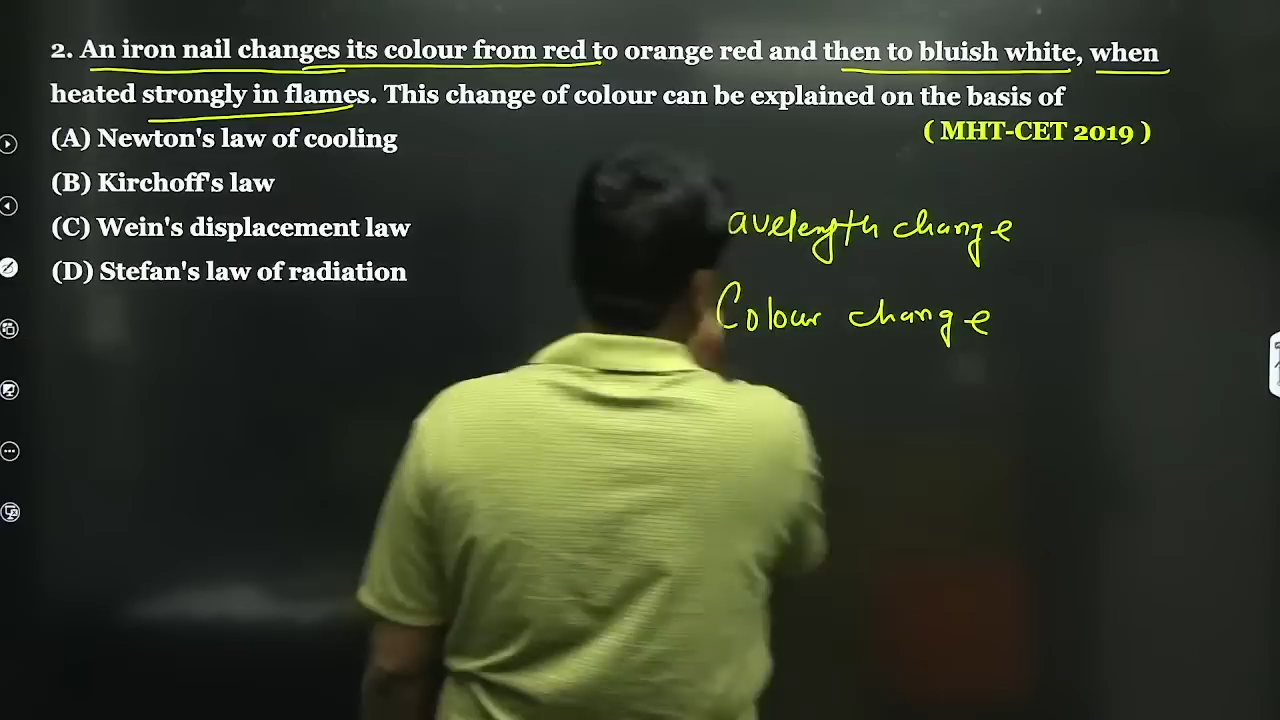 2. An iron nail changes its colour from red to orange red and then to bluish white, when
heated strongly in flames. This change of colour can be explained on the basis of
( MHT-CET 2019 )
(A) Newton's law of cooling
(B) Kirchoff's law
(C) Wein's displacement law
(D) Stefan's law of radiation
avelength change
Colour change